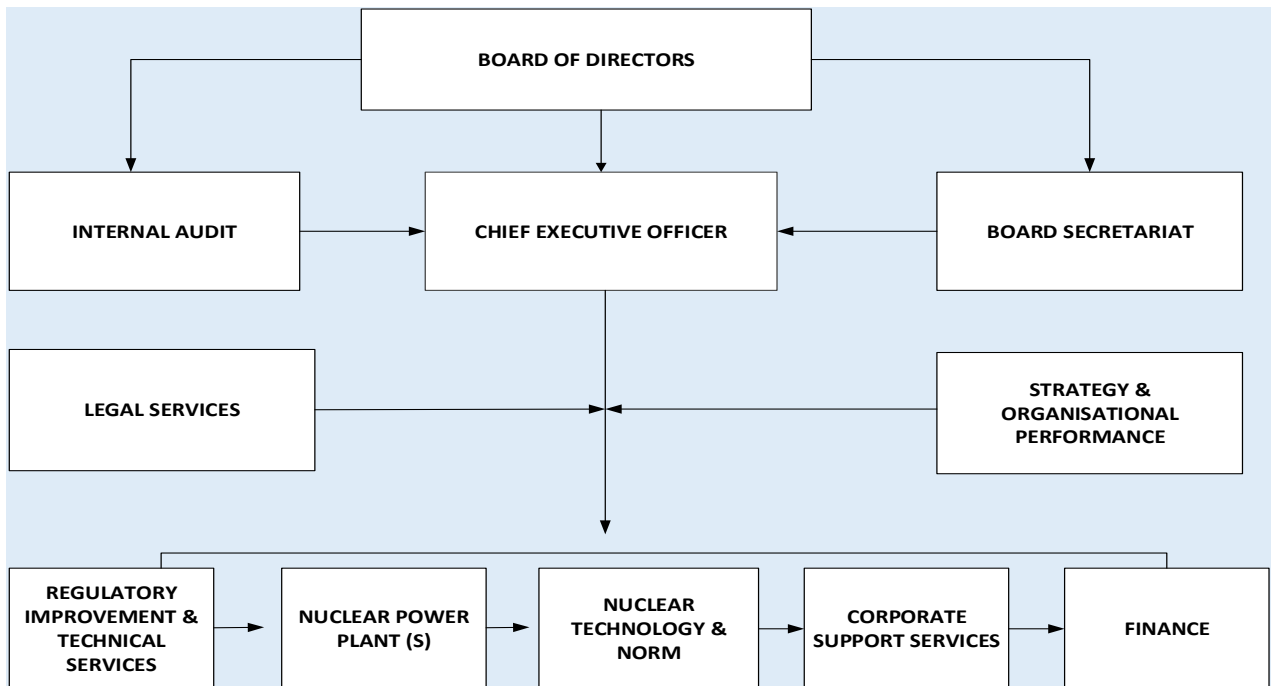 BOARD OF DIRECTORS
INTERNAL AUDIT
CHIEF EXECUTIVE OFFICER
BOARD SECRETARIAT
LEGAL SERVICES
STRATEGY &
ORGANISATIONAL
PERFORMANCE
REGULATORY
IMPROVEMENT &
TECHNICAL
SERVICES
NUCLEAR POWER
PLANT (S)
NUCLEAR
TECHNOLOGY &
NORM
CORPORATE
SUPPORT SERVICES
FINANCE